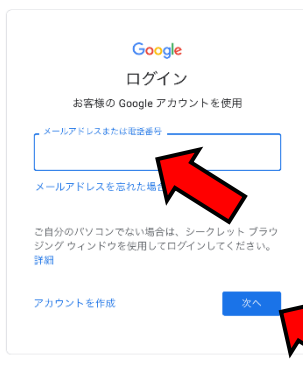 Google
ログイン
お客様の Google アカウントを使用
メールアドレスまたは電話番号
メールアドレスを忘れた場合
ご自分のパソコンでない場合は、シークレット ブラウ
ジング ウィンドウを使用してログインしてください。
詳細
アカウントを作成
次へ